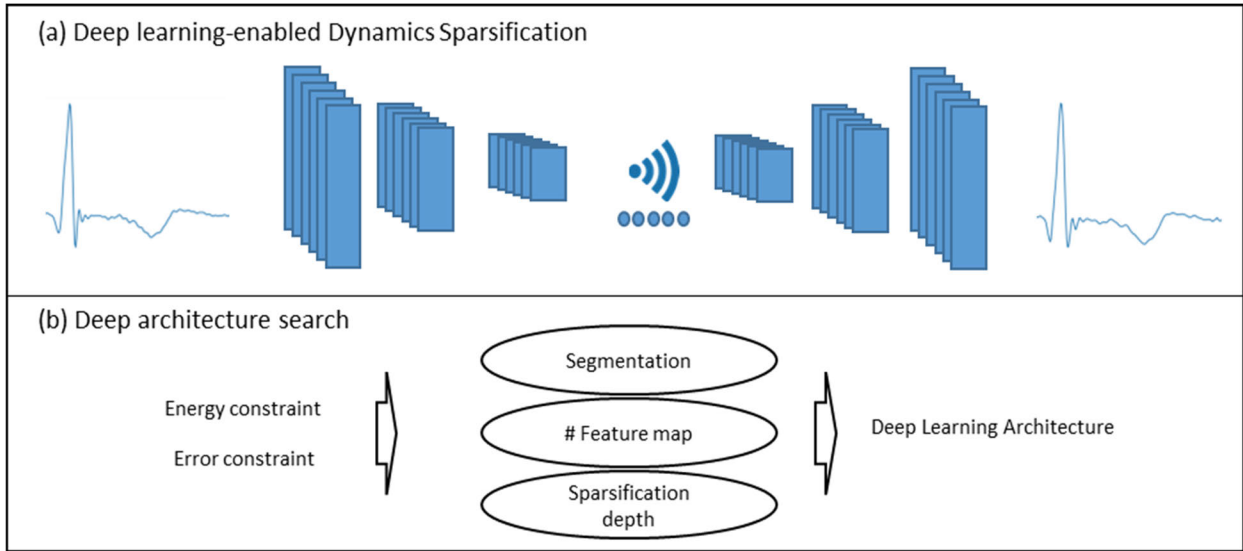 (a) Deep learning-enabled Dynamics Sparsification
(b) Deep architecture search
Energy constraint
Error constraint
Segmentation
# Feature map
Sparsification
depth
Deep Learning Architecture